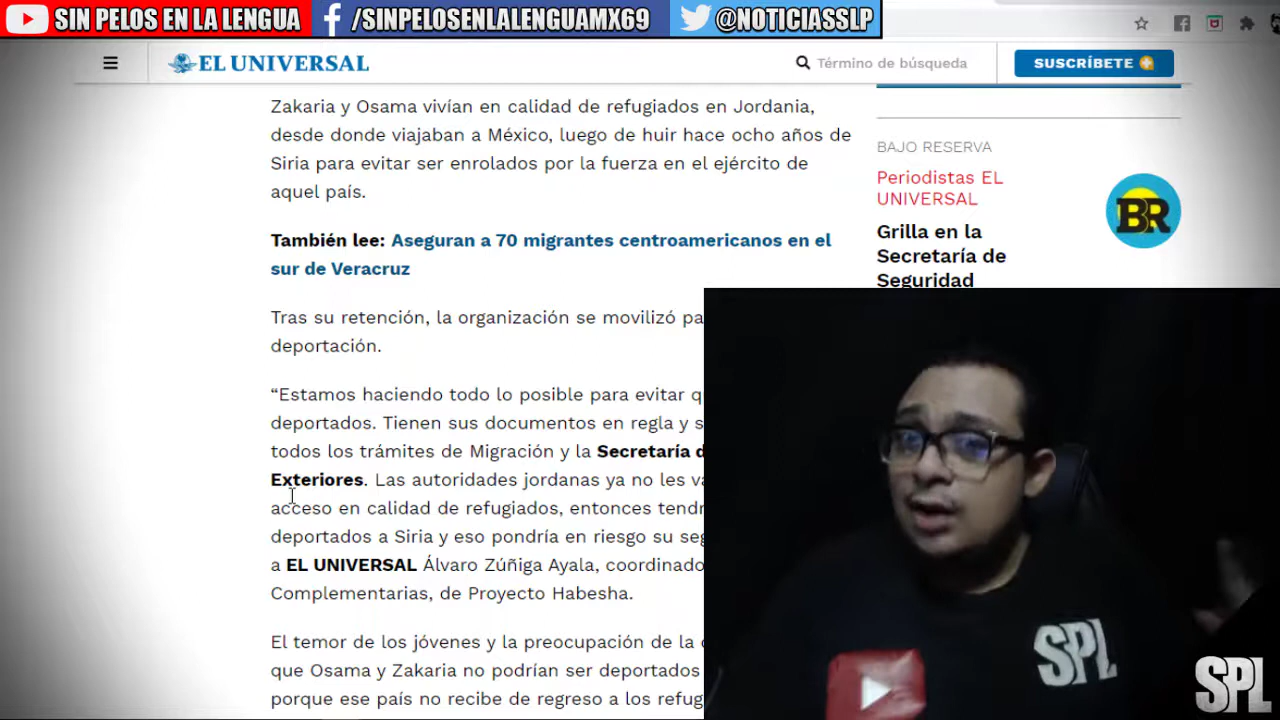 SIN PELOS EN LA LENGUA
/SINPELOSENLALENGUAMX69
@NOTICIASSLP
EL UNIVERSAL
Término de búsqueda
SUSCRÍBETE
Zakaria y Osama vivían en calidad de refugiados en Jordania,
desde donde viajaban a México, luego de huir hace ocho años de
Siria para evitar ser enrolados por la fuerza en el ejército de
aquel país.
También lee: Aseguran a 70 migrantes centroamericanos en el
sur de Veracruz
Tras su retención, la organización se movilizó
deportación.
“Estamos haciendo todo lo posible para evitar
deportados. Tienen sus documentos en regla y
todos los trámites de Migración y la Secretaría
Exteriores. Las autoridades jordanas ya no les
acceso en calidad de refugiados, entonces
deportados a Siria y eso pondría en riesgo su
a EL UNIVERSAL Álvaro Zúñiga Ayala,
Complementarias, de Proyecto Habesha.
El temor de los jóvenes y la preocupación de la
que Osama y Zakaria no podrían ser deportados
porque ese país no recibe de regreso a los
BAJO RESERVA
Periodistas EL
UNIVERSAL
BR
Grilla en la
Secretaría de
Seguridad
SPL
SPL